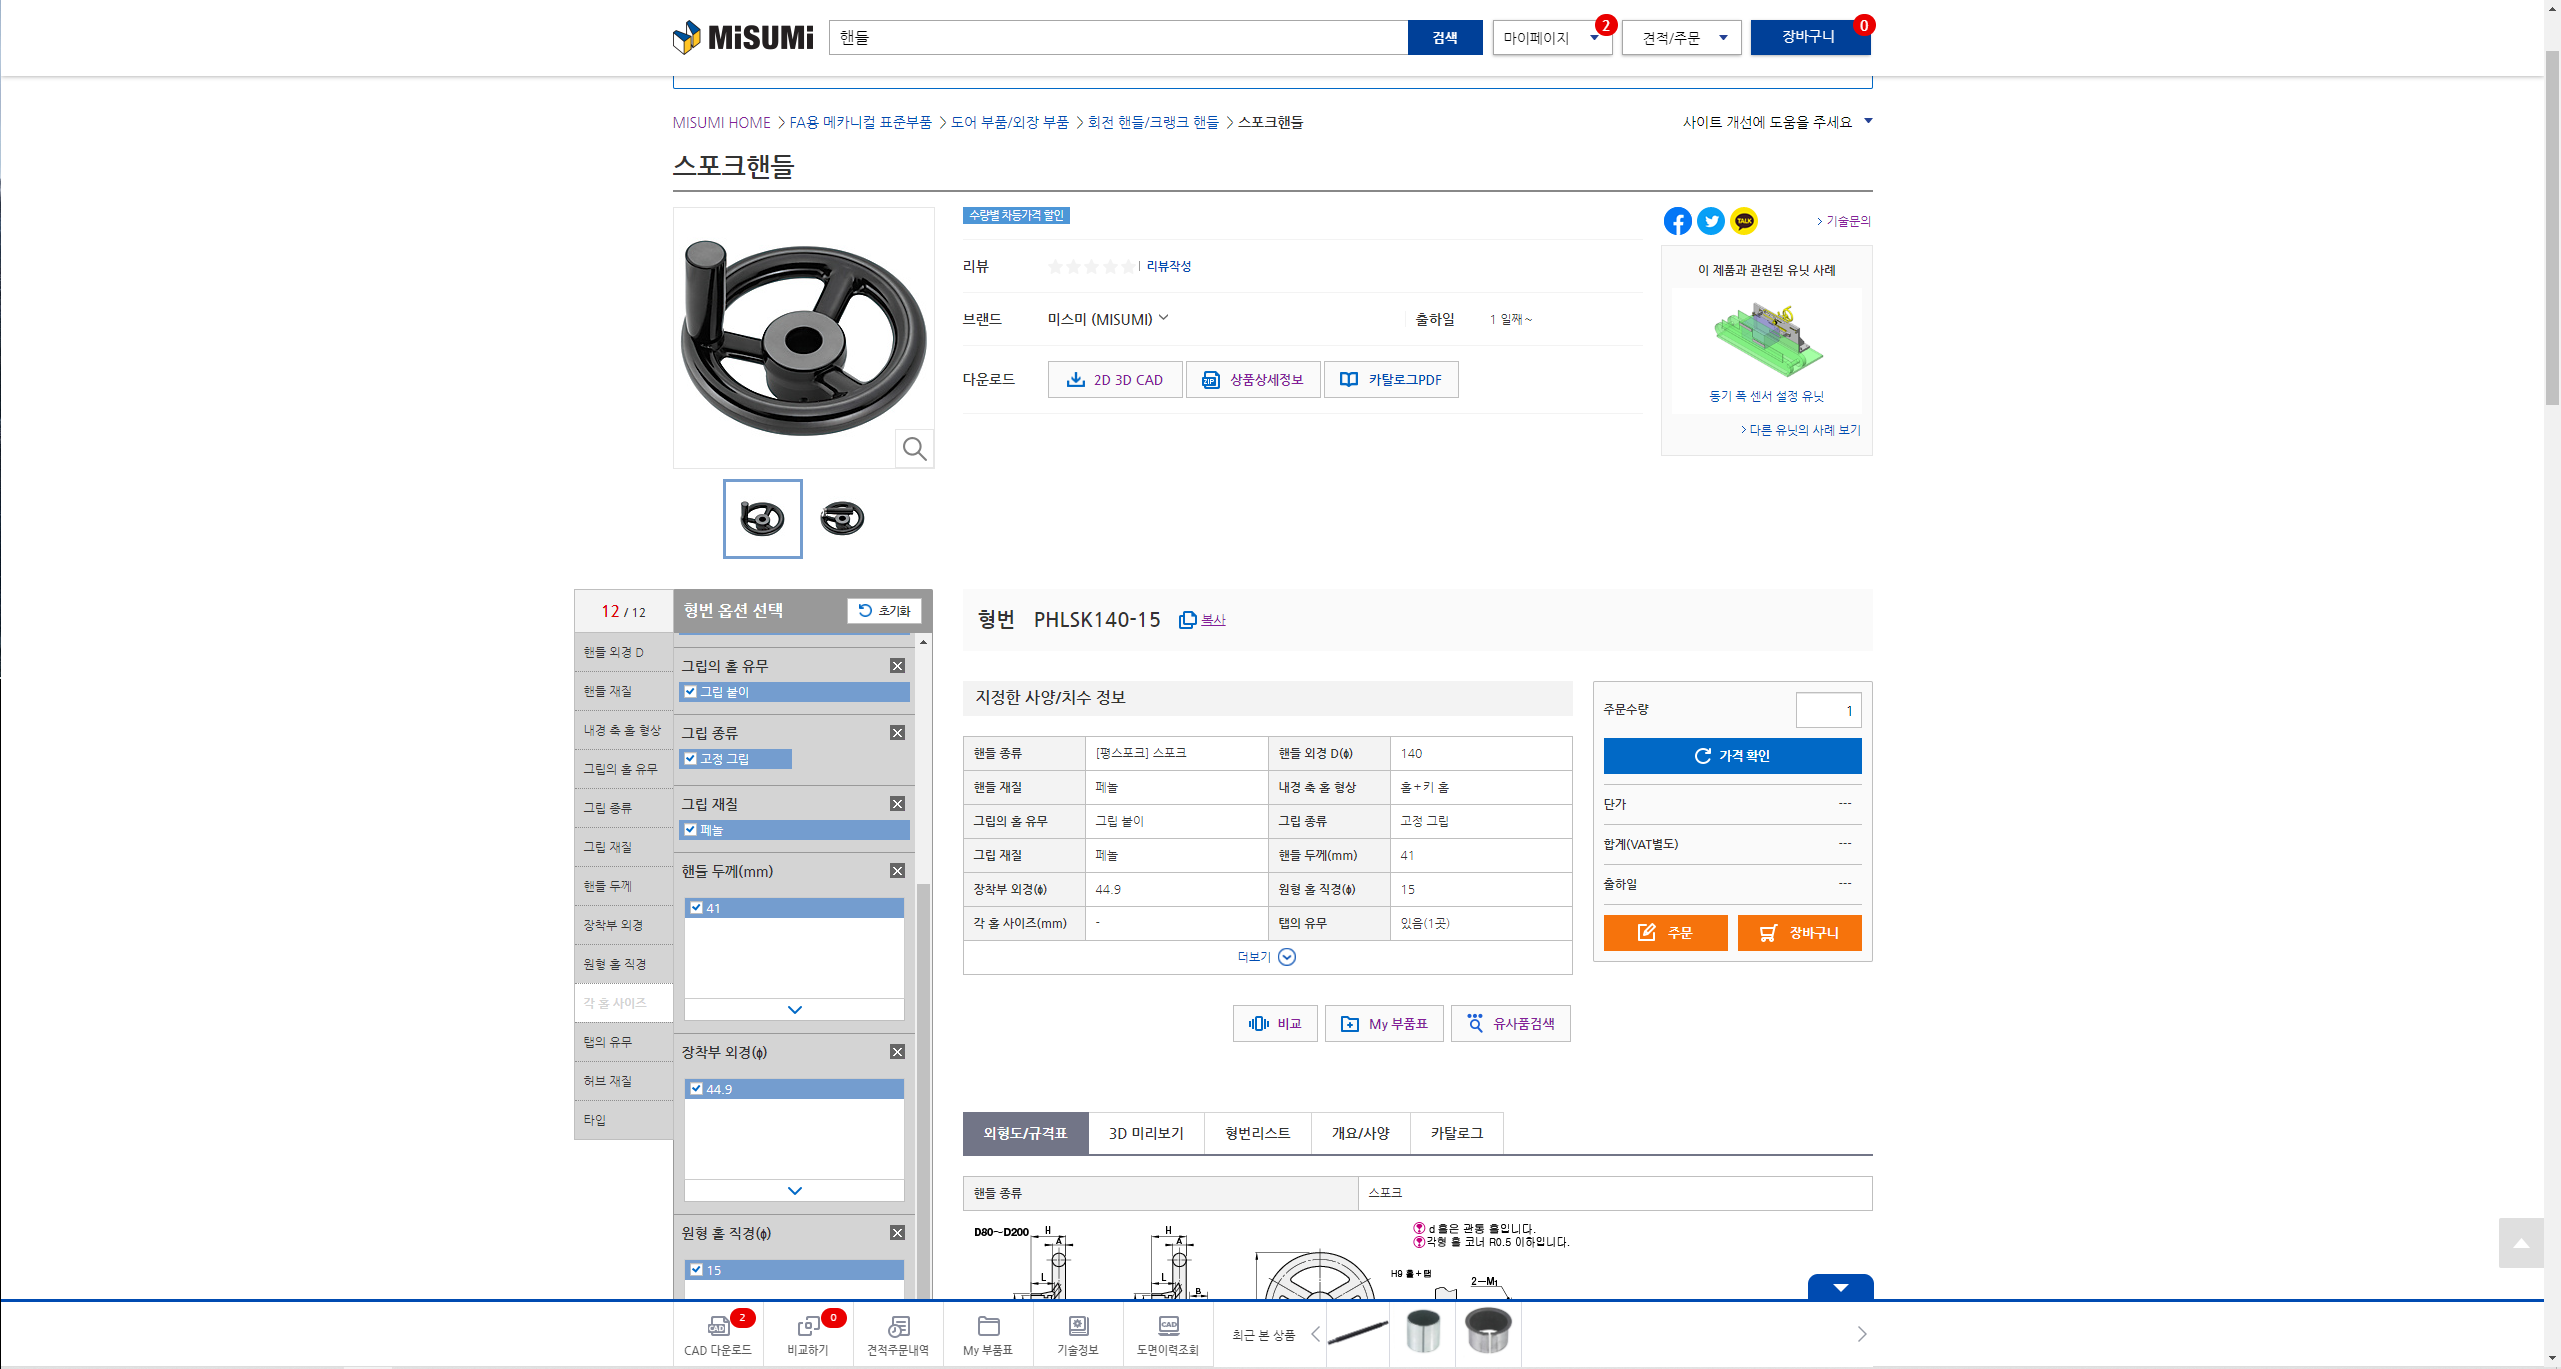 MiSUMi
핸들
검색
마이페이지
2
견적/주문
장바구니
0
MISUMI HOME > FA용 메카니컬 표준부품 > 도어 부품/외장 부품 > 회전 핸들/크랭크 핸들 > 스포크핸들
사이트 개선에 도움을 주세요
스포크핸들
수량별 차등가격 할인
리뷰
리뷰작성
브랜드
미스미 (MISUMI)
출하일
1 일째 ~
다운로드
2D 3D CAD
ZIP
상품상세정보
카탈로그PDF
TALK
기술문의
이 제품과 관련된 유닛 사례
동기 폭 센서 설정 유닛
다른 유닛의 사례 보기
12 / 12
핸들 외경 D
핸들 재질
내경 축 홀 형상
그립의 홀 유무
그립 종류
그립 재질
핸들 두께
장착부 외경
원형 홀 직경
각 홀 사이즈
탭의 유무
허브 재질
타입
형번 옵션 선택
초기화
그립의 홀 유무
그립 붙이
그립 종류
고정 그립
그립 재질
페놀
핸들 두께(mm)
41
장착부 외경(ϕ)
44.9
원형 홀 직경(ϕ)
15
형번 PHLSK140-15 복사
지정한 사양/치수 정보
핸들 종류 [평스포크] 스포크 핸들 외경 D(ϕ) 140
핸들 재질 페놀 내경 축 홀 형상 홀+키 홈
그립의 홀 유무 그립 붙이 그립 종류 고정 그립
그립 재질 페놀 핸들 두께(mm) 41
장착부 외경(ϕ) 44.9 원형 홀 직경(ϕ) 15
각 홀 사이즈(mm) - 탭의 유무 있음(1곳)
더보기
주문수량
1
가격 확인
단가 ---
합계(VAT별도) ---
출하일 ---
주문
장바구니
비교
My 부품표
유사품검색
외형도/규격표
3D 미리보기
형번리스트
개요/사양
카탈로그
핸들 종류 스포크
D80~D200
H
A
L
H
A
L
B
d 홀은 관통 홀입니다.
각형 홀 코너 R0.5 이하입니다.
H9 홀+탭
2-M1
CAD
2
CAD 다운로드
0
비교하기
견적주문내역
My 부품표
기술정보
CAD
도면이력조회
최근 본 상품